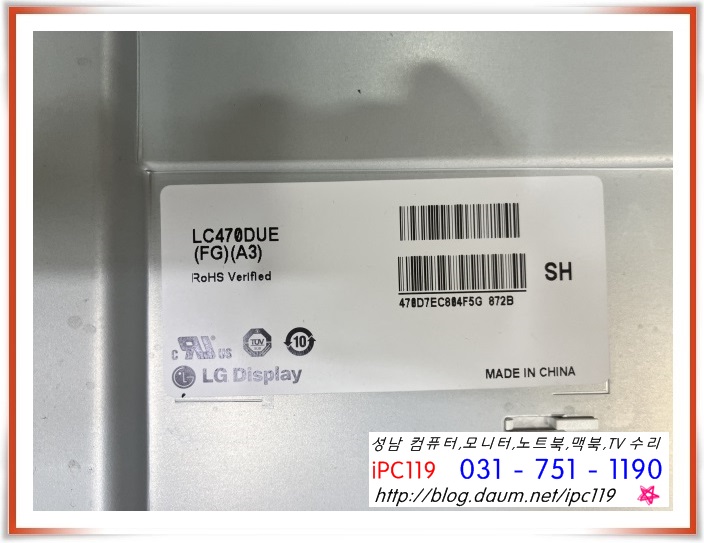 LC470DUE
(FG)(A3)
RoHS Verified
SH
470D7EC804F5G 872B
c RU US
TÜV
10
LG Display
MADE IN CHINA
성남 컴퓨터,모니터,노트북,맥북,TV 수리
iPC119 031 - 751 - 1190
http://blog.daum.net/ipc119